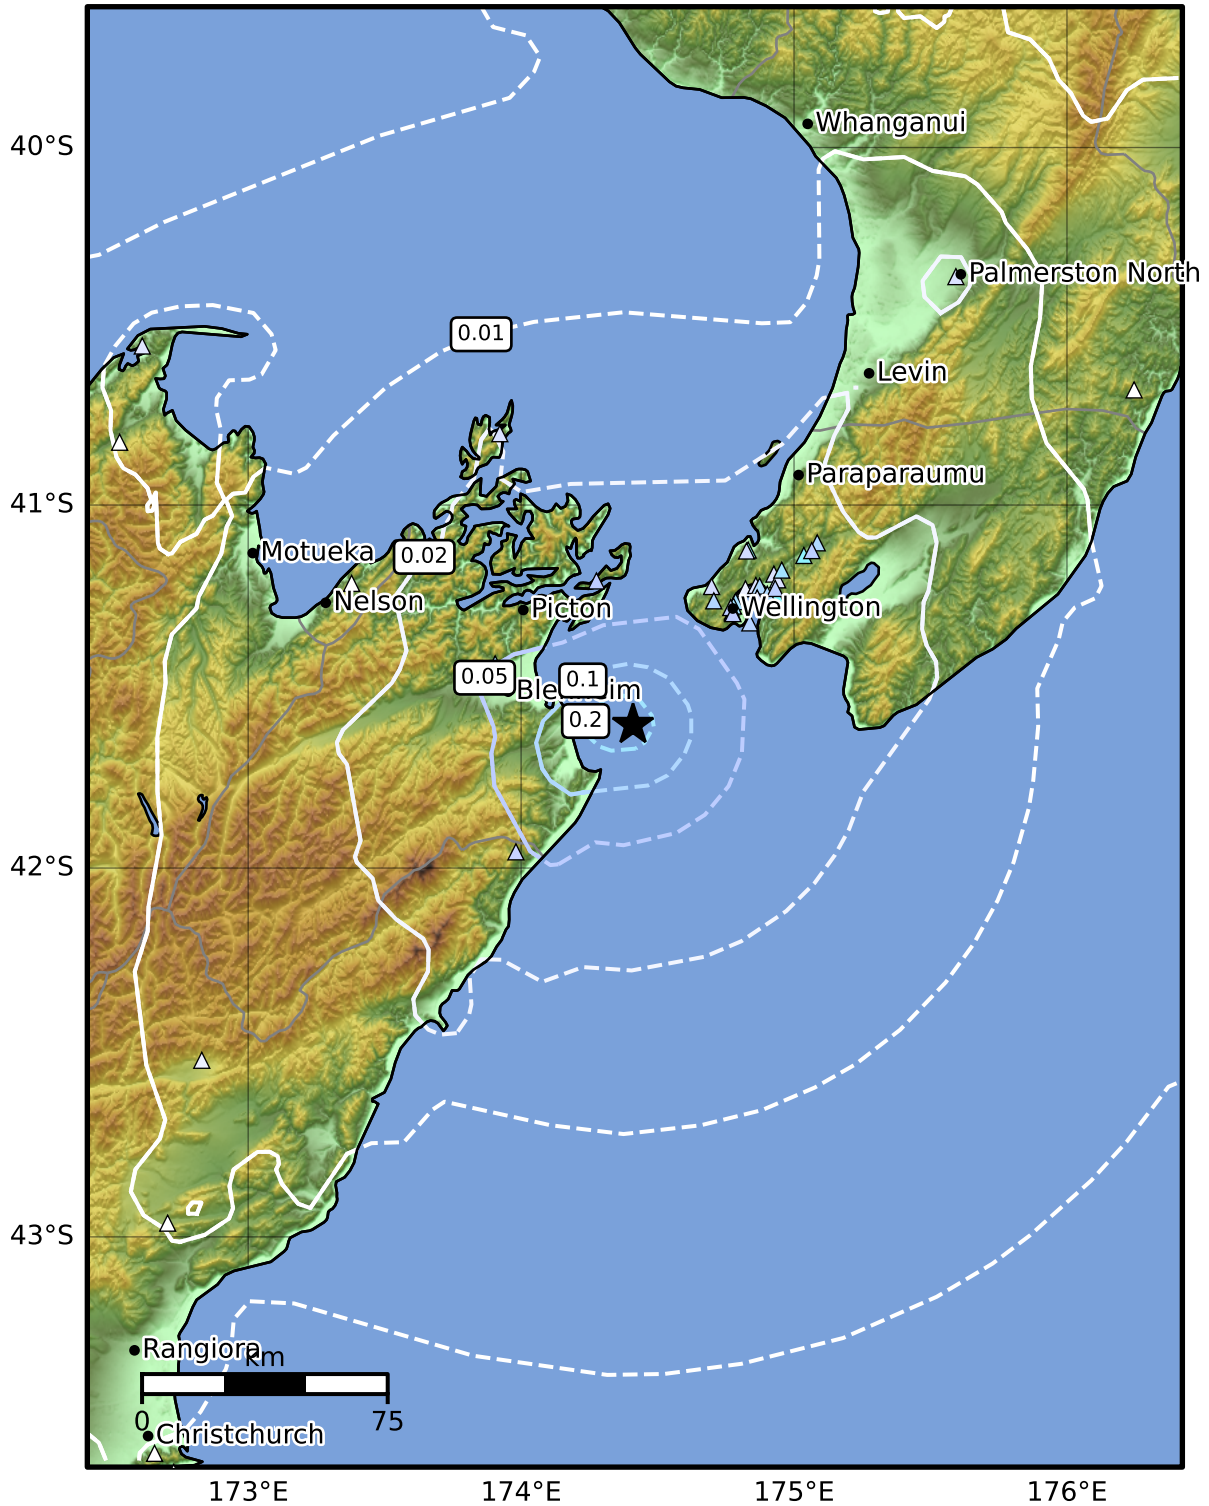 40°S
Whanganui
Palmerston North
0.01
Levin
Paraparaumu
41°S
Motueka
0.02
Nelson
Picton
Wellington
0.05
0.1
Blenheim
0.2
42°S
43°S
Rangiora
km
0
75
Christchurch
173°E
174°E
175°E
176°E